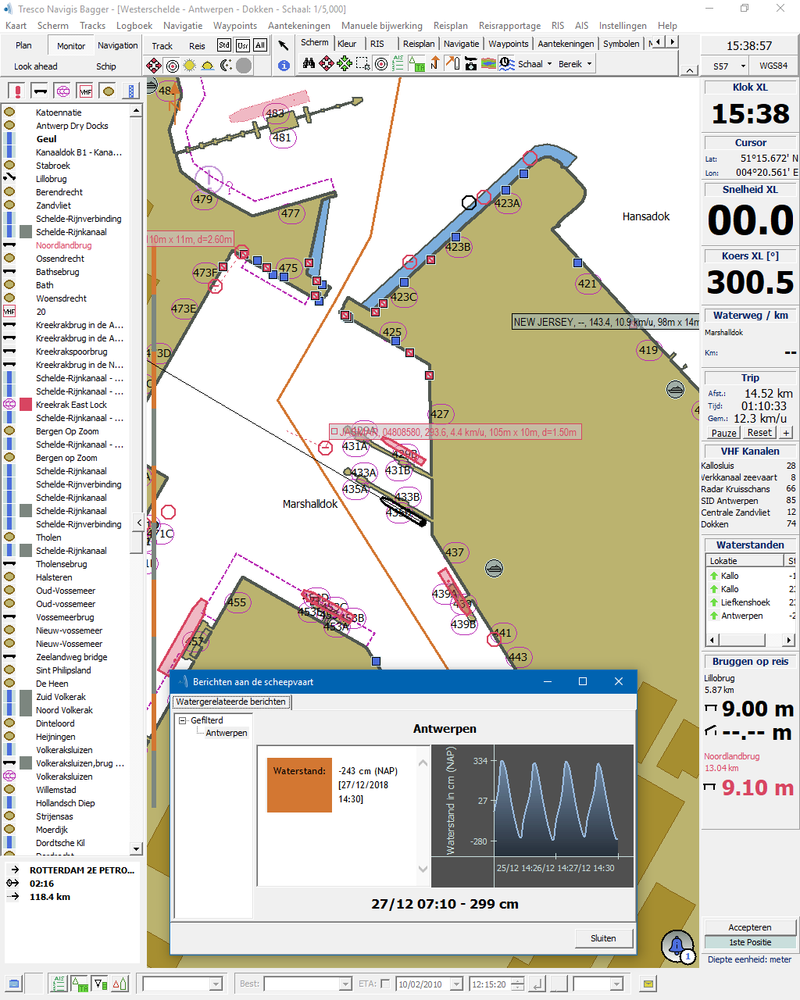 Tresco Navigis Bagger - [Westerschelde - Antwerpen - Dokken - Schaal: 1/5,000]
Kaart Scherm Tracks Logboek Navigatie Waypoints Aantekeningen Manuele bijwerking Reisplan Reisrapportage RIS AIS Instellingen Help
Plan Monitor Navigation
Look ahead Schip
Track Reis Std Osr All
Scherm Kleur RIS Reisplan Navigatie Waypoints Aantekeningen Symbolen
Schaal Bereik
15:38:57
S57 WGS84
VHF
Katoennatie
Antwerp Dry Docks
Geul
Kanaaldok B1 - Kana...
Stabroek
Lillobrug
Berendrecht
Zandvliet
Schelde-Rijnverbinding
Schelde-Rijnkanaal
Noordlandbrug
Ossendrecht
Bathsebrug
Bath
Woensdrecht
VHF 20
Kreekrakbrug in de A...
Kreekrakbrug in de A...
Kreekrakspoorbrug
Kreekrakbrug in de N...
Schelde-Rijnkanaal - ...
Schelde-Rijnkanaal - ...
Kreekrak East Lock
Schelde-Rijnkanaal - ...
Bergen Op Zoom
Schelde-Rijnkanaal - ...
Bergen op Zoom
Schelde-Rijnkanaal
Schelde-Rijnverbinding
Schelde-Rijnkanaal
Schelde-Rijnkanaal
Schelde-Rijnverbinding
Tholen
Schelde-Rijnkanaal
Tholensebrug
Halsteren
Oud-Vossemeer
Oud-vossemeer
Vossemeerbrug
Nieuw-vossemeer
Nieuw-Vossemeer
Zeelandweg bridge
Sint Philipsland
De Heen
Zuid Volkerak
Noord Volkerak
Dinteloord
Heijningen
Volkeraksluizen
Volkeraksluizen,brug ...
Volkeraksluizen
Willemstad
Hollandsch Diep
Strijensas
Moerdijk
Dordtsche Kil
ROTTERDAM 2E PETRO...
02:16
118.4 km
N
483
481
479
477
423A
Hansadok
110m x 11m, d=2.60m
423B
475
473F
421
473E
423C
NEW JERSEY, --, 143.4, 10.9 km/u, 98m x 14m
425
419
427
JAGMAR, 04808580, 293.6, 4.4 km/u, 105m x 10m, d=1.50m
431A
429B
433A
431B
435A
433B
Marshalldok
471C
437
439A
439B
441
443
455
453B
453A
457
Klok XL
15:38
Cursor
Lat: 51°15.672' N
Lon: 004°20.561' E
Snelheid XL
00.0
Koers XL [°]
300.5
Waterweg / km
Marshalldok
Km: --
Trip
Afst.: 14.52 km
Tijd: 01:10:33
Gem.: 12.3 km/u
Pauze Reset +
VHF Kanalen
Kallosluis 28
Werkkanaal zeevaart 8
Radar Kruisschans 66
SID Antwerpen 85
Centrale Zandvliet 12
Dokken 74
Waterstanden
Lokatie
Kallo
Kallo
Liefkenshoek
Antwerpen
Bruggen op reis
Lillobrug
5.87 km
9.00 m
--.-- m
Noordlandbrug
13.04 km
9.10 m
Accepteren
1ste Positie
Diepte eenheid: meter
1
Berichten aan de scheepvaart
Watergerelateerde berichten
Gefilterd
Antwerpen
Antwerpen
Waterstand: -243 cm (NAP)
[27/12/2018
14:30]
Waterstand in cm (NAP)
334
27
-280
25/12 14:26/12 14:27/12 14:30
27/12 07:10 - 299 cm
Sluiten
AIS TTG
Best: ETA: 10/02/2010 12:15:20